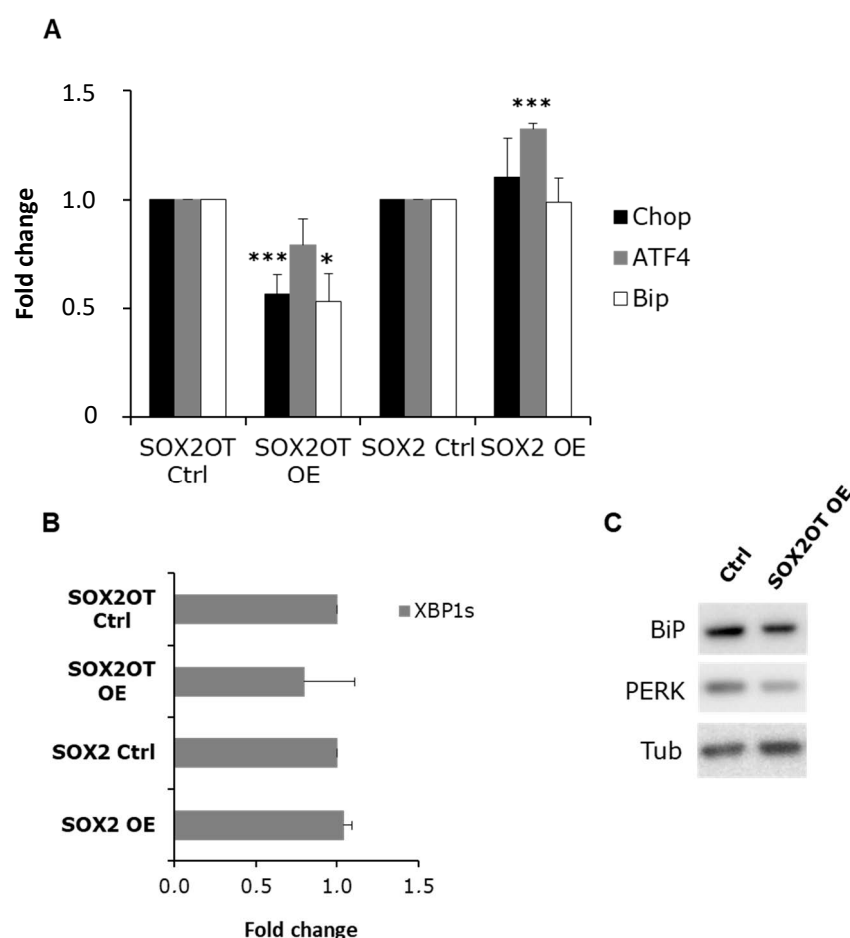 A
Fold change
1.5
1.0
0.5
0
***
*
***
Chop
ATF4
Bip
SOX2OT Ctrl
SOX2OT OE
SOX2 Ctrl
SOX2 OE
B
SOX2OT
Ctrl
SOX2OT
OE
SOX2 Ctrl
SOX2 OE
XBP1s
0.0 0.5 1.0 1.5
Fold change
C
Ctrl
SOX2OT OE
BiP
PERK
Tub